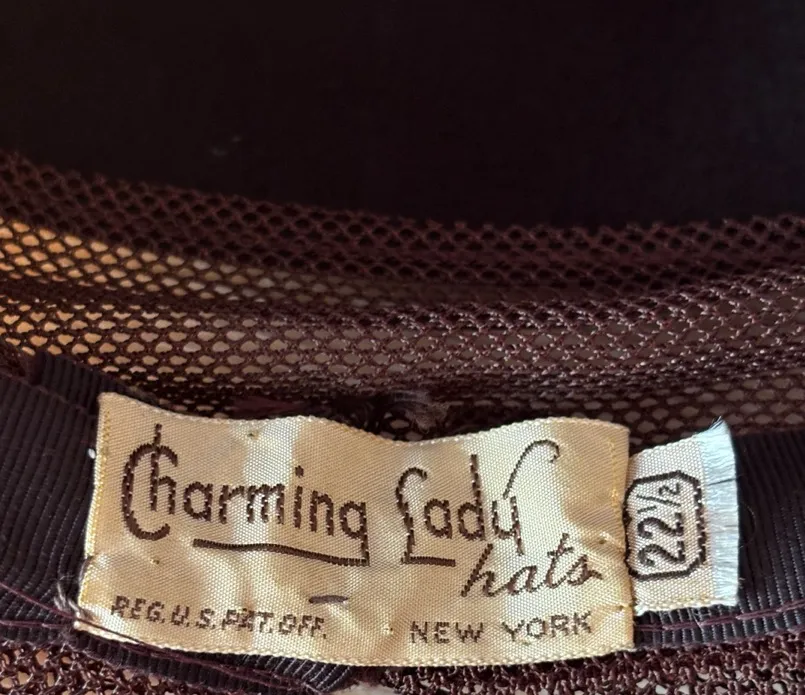 Charming Lady
hats
REG. U.S. PAT. OFF. NEW YORK
22½